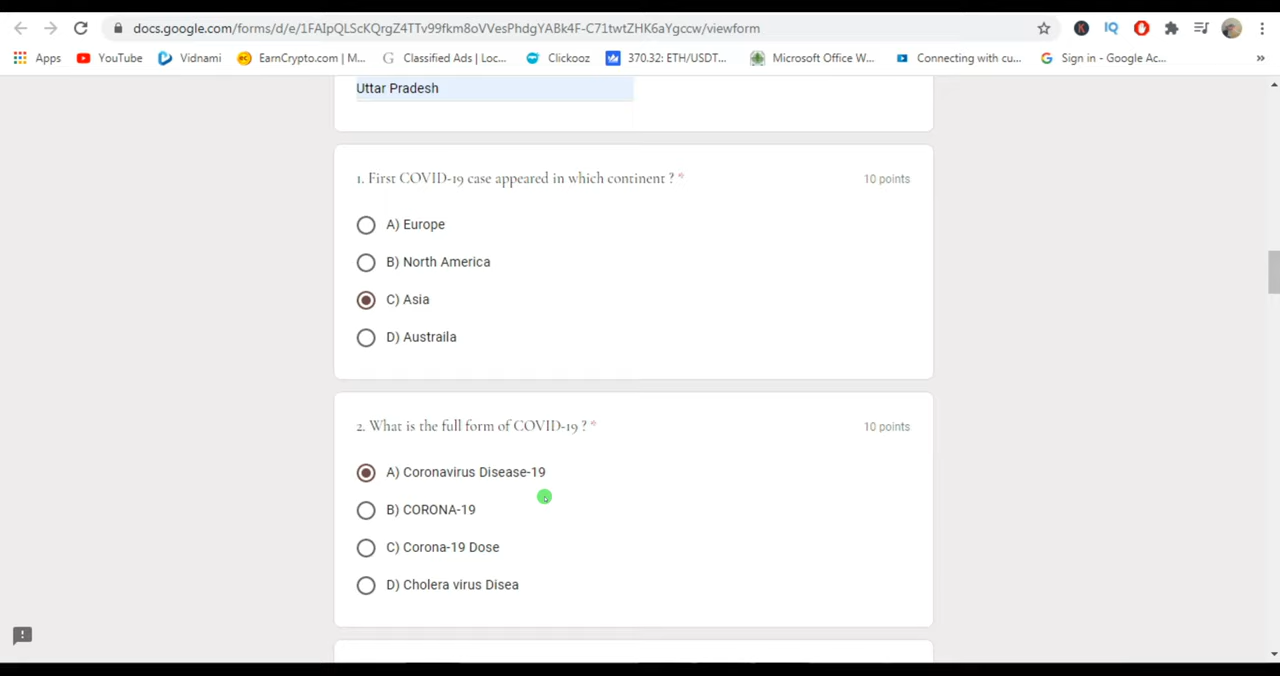 docs.google.com/forms/d/e/1FAIpQLScKQrgZ4TTv99fkm8oVVesPhdgYABk4F-C71twtZHK6aYgccw/viewform
Apps YouTube Vidnami EarnCrypto.com | M... Classified Ads | Loc... Clickooz 370.32: ETH/USDT... Microsoft Office W... Connecting with cu... Sign in - Google Ac... »
Uttar Pradesh
1. First COVID-19 case appeared in which continent ? * 10 points
A) Europe
B) North America
C) Asia
D) Austraila
2. What is the full form of COVID-19 ? * 10 points
A) Coronavirus Disease-19
B) CORONA-19
C) Corona-19 Dose
D) Cholera virus Disea